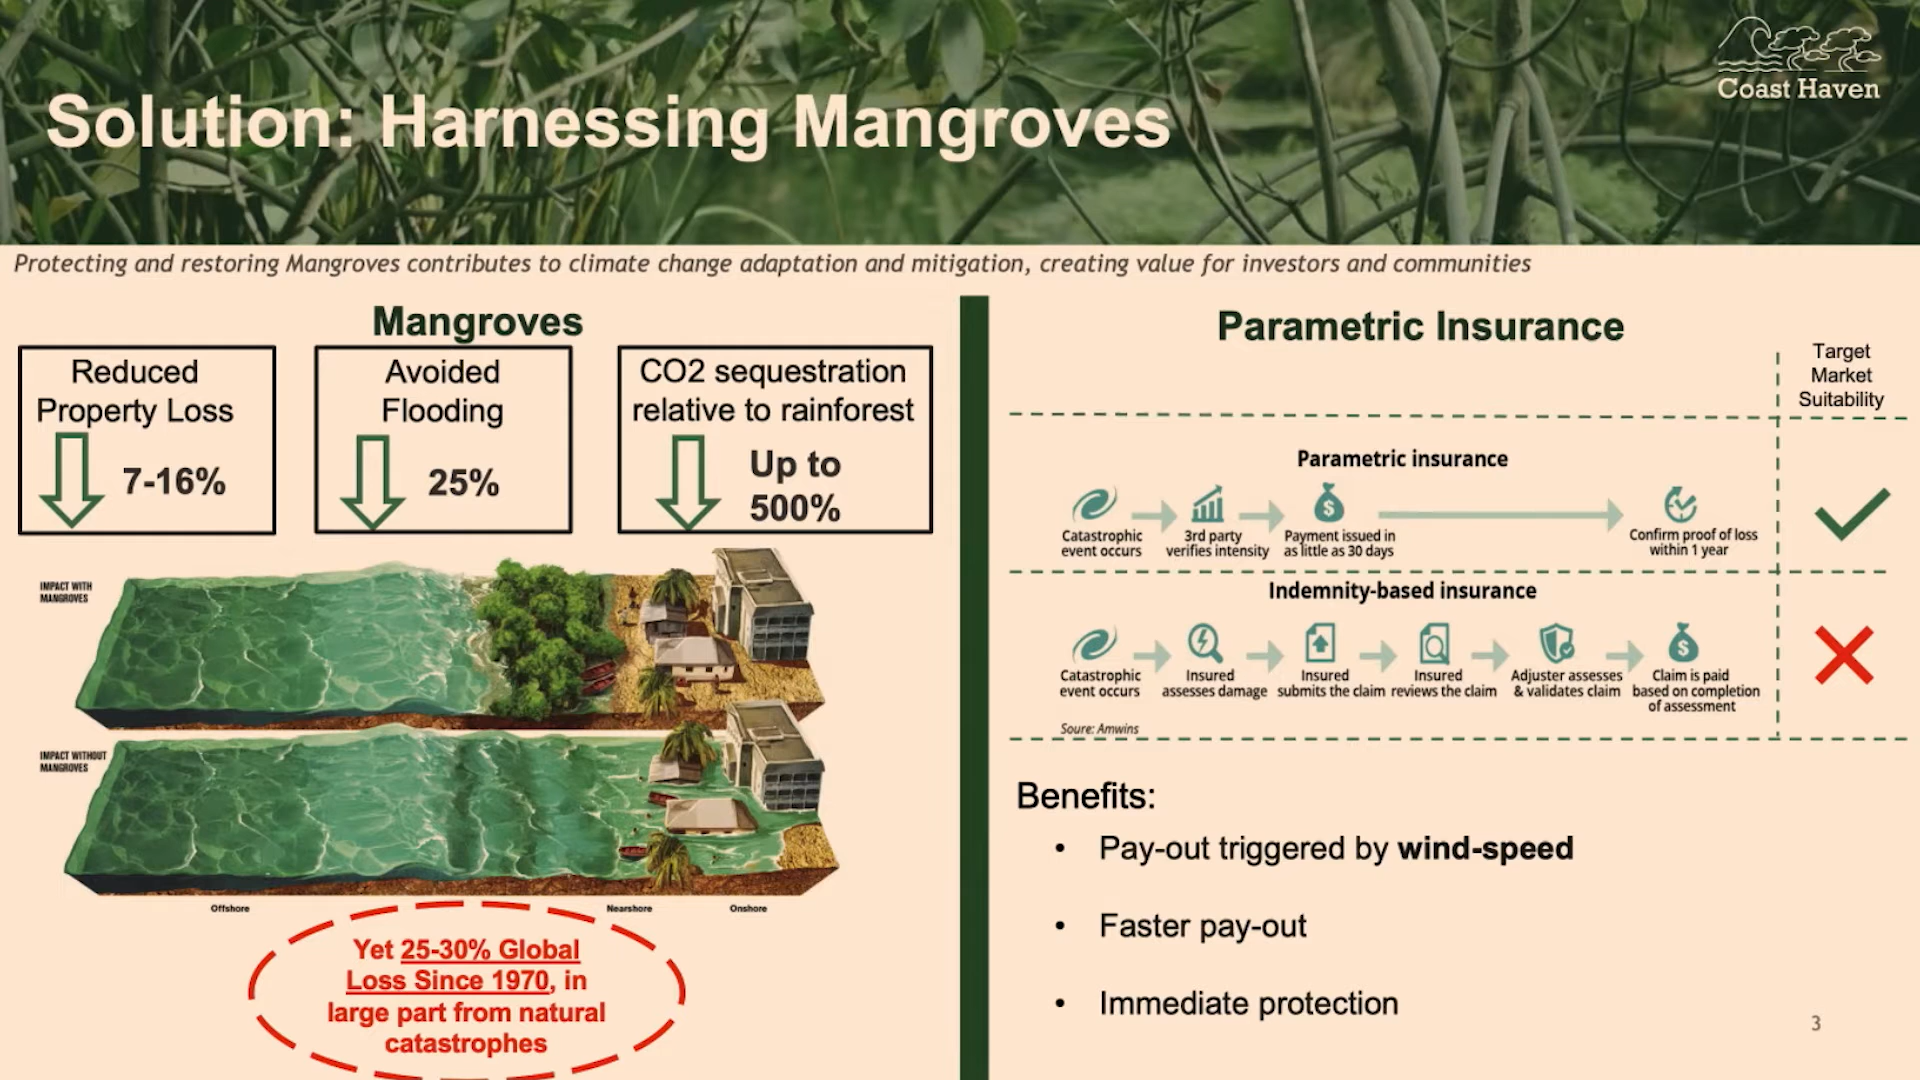 Coast Haven
Solution: Harnessing Mangroves
Protecting and restoring Mangroves contributes to climate change adaptation and mitigation, creating value for investors and communities
Mangroves
Reduced
Property Loss
7-16%
Avoided
Flooding
25%
CO2 sequestration
relative to rainforest
Up to
500%
IMPACT WITH
MANGROVES
IMPACT WITHOUT
MANGROVES
Offshore
Nearshore
Onshore
Yet 25-30% Global
Loss Since 1970, in
large part from natural
catastrophes
Parametric Insurance
Target
Market
Suitability
Parametric insurance
Catastrophic
event occurs
3rd party
verifies intensity
Payment issued in
as little as 30 days
Confirm proof of loss
within 1 year
Indemnity-based insurance
Catastrophic
event occurs
Insured
assesses damage
Insured
submits the claim
Insured
reviews the claim
Adjuster assesses
& validates claim
Claim is paid
based on completion
of assessment
Soure: Amwins
Benefits:
• Pay-out triggered by wind-speed
• Faster pay-out
• Immediate protection
3